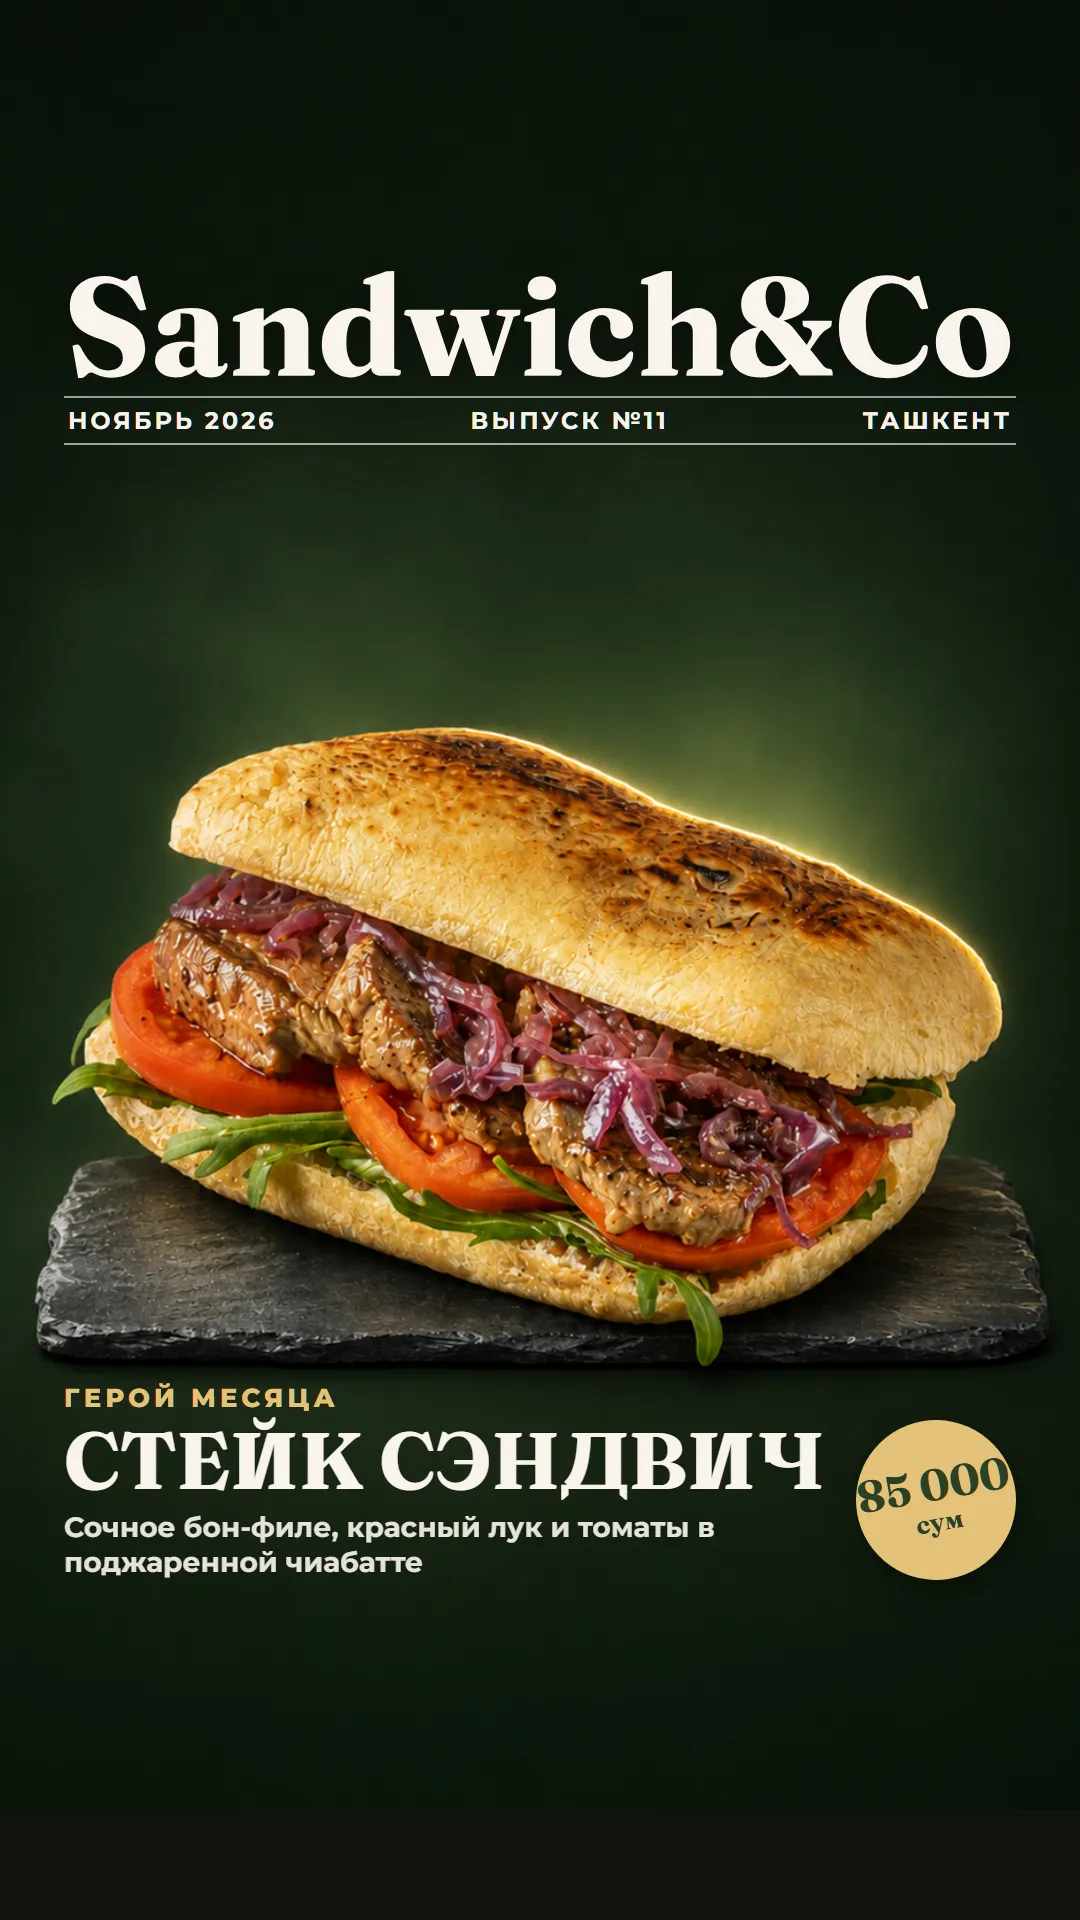 Sandwich&Co
НОЯБРЬ 2026 ВЫПУСК №11 ТАШКЕНТ
ГЕРОЙ МЕСЯЦА
СТЕЙК СЭНДВИЧ
85 000
сум
Сочное бон-филе, красный лук и томаты в
поджаренной чиабатте